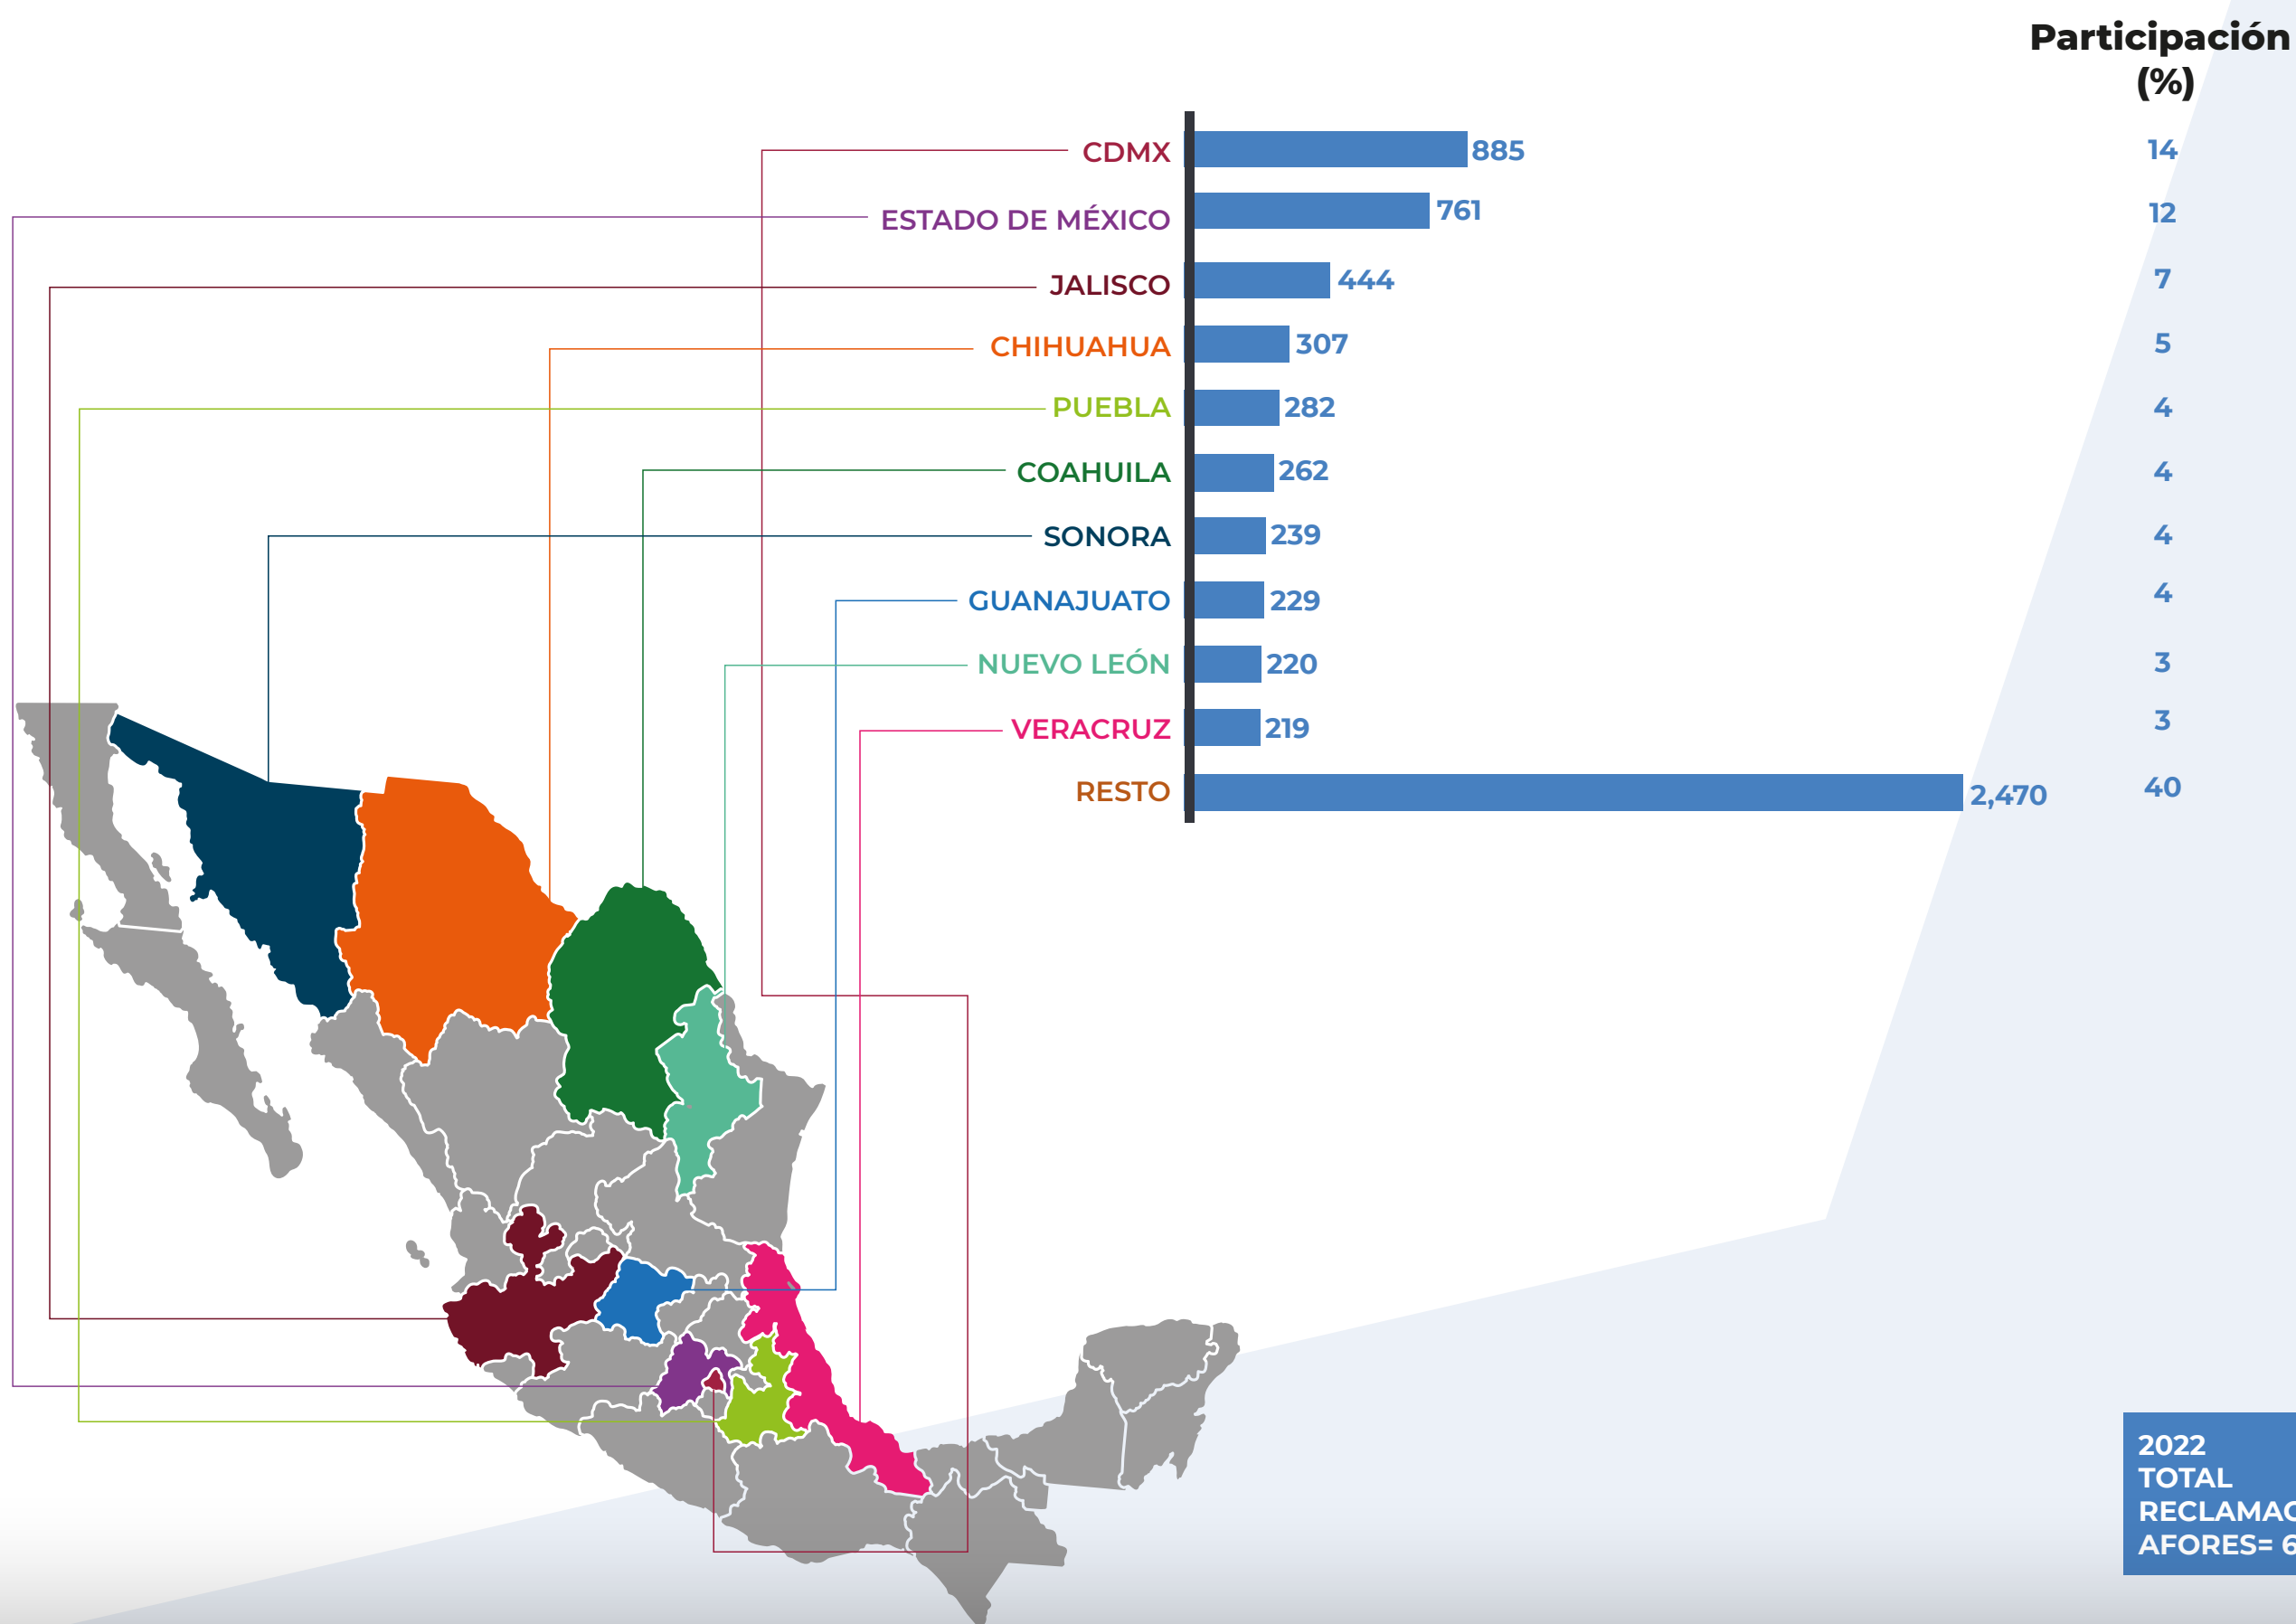 Participación
(%)
CDMX 885 14
ESTADO DE MÉXICO 761 12
JALISCO 444 7
CHIHUAHUA 307 5
PUEBLA 282 4
COAHUILA 262 4
SONORA 239 4
GUANAJUATO 229 4
NUEVO LEÓN 220 3
VERACRUZ 219 3
RESTO 2,470 40
2022
TOTAL
AFORES=